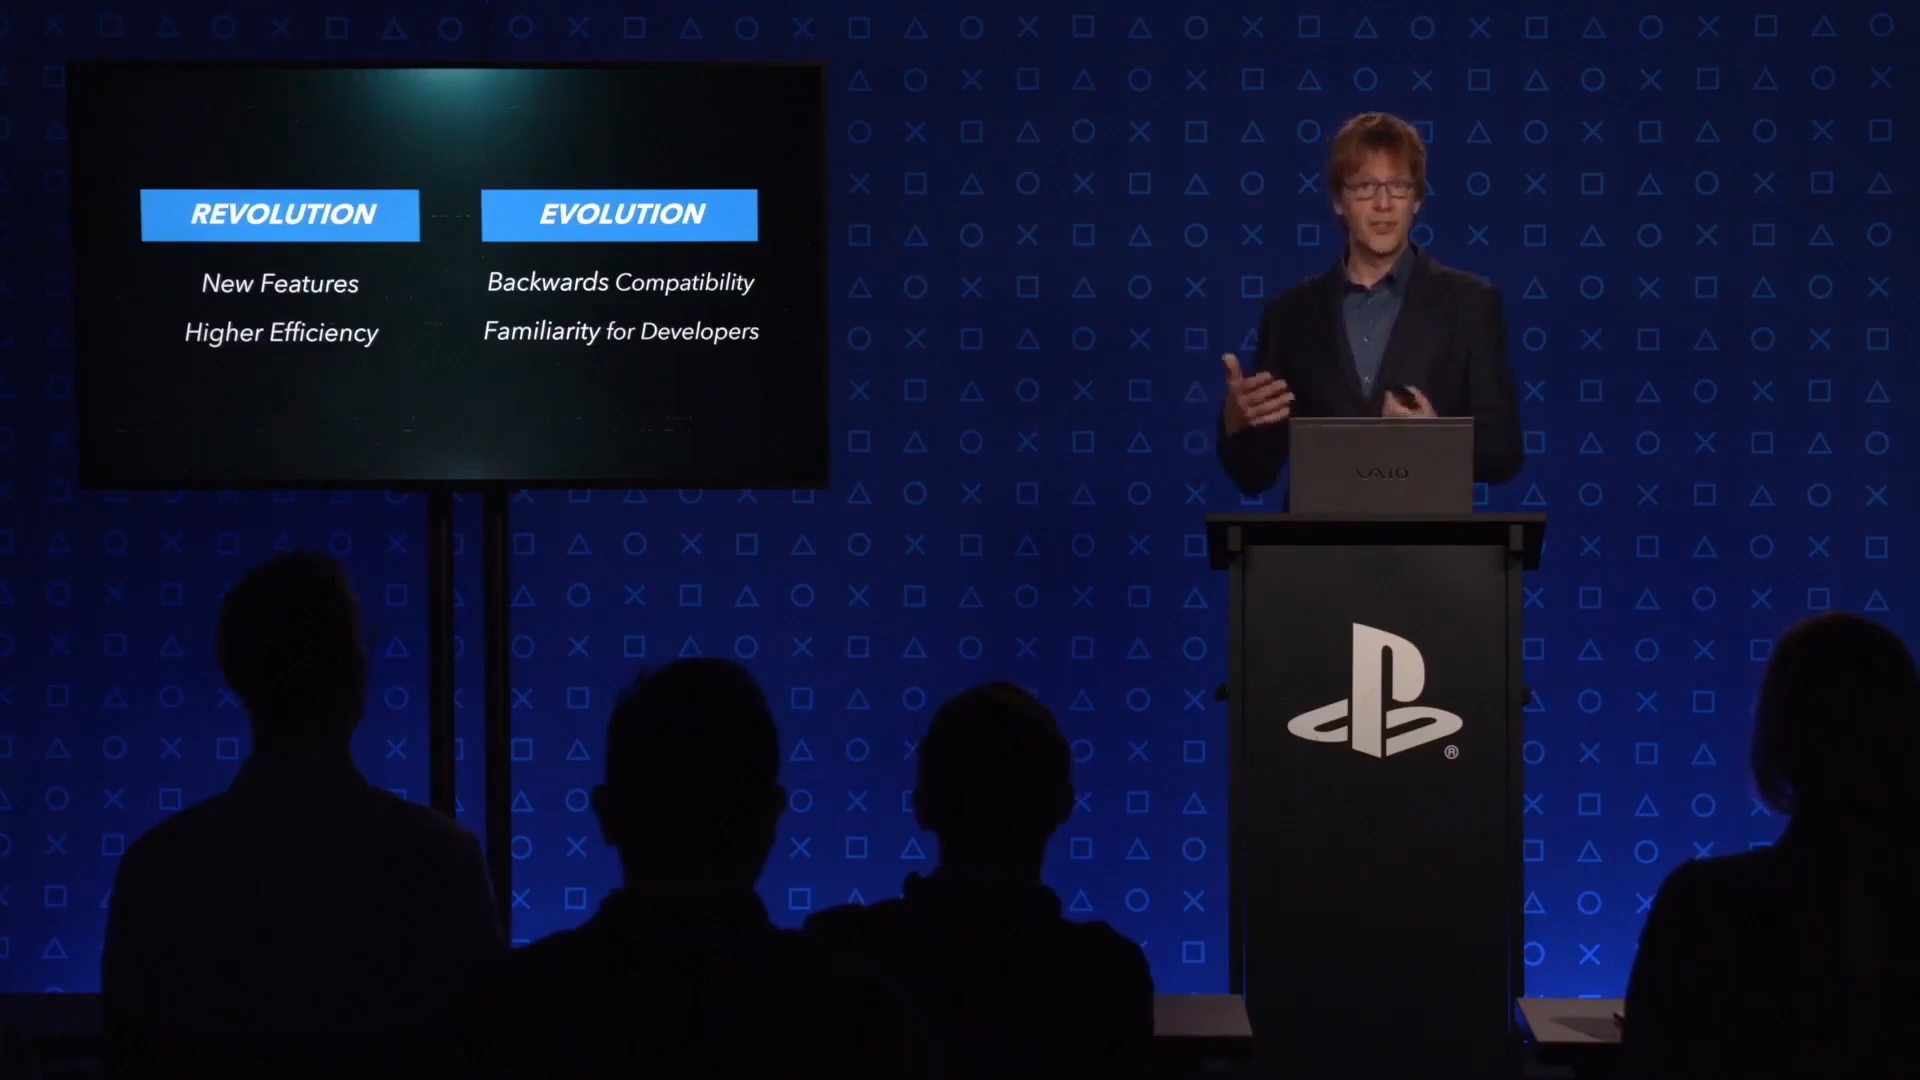 REVOLUTION
New Features
Higher Efficiency
EVOLUTION
Backwards Compatibility
Familiarity for Developers
VAIO
®